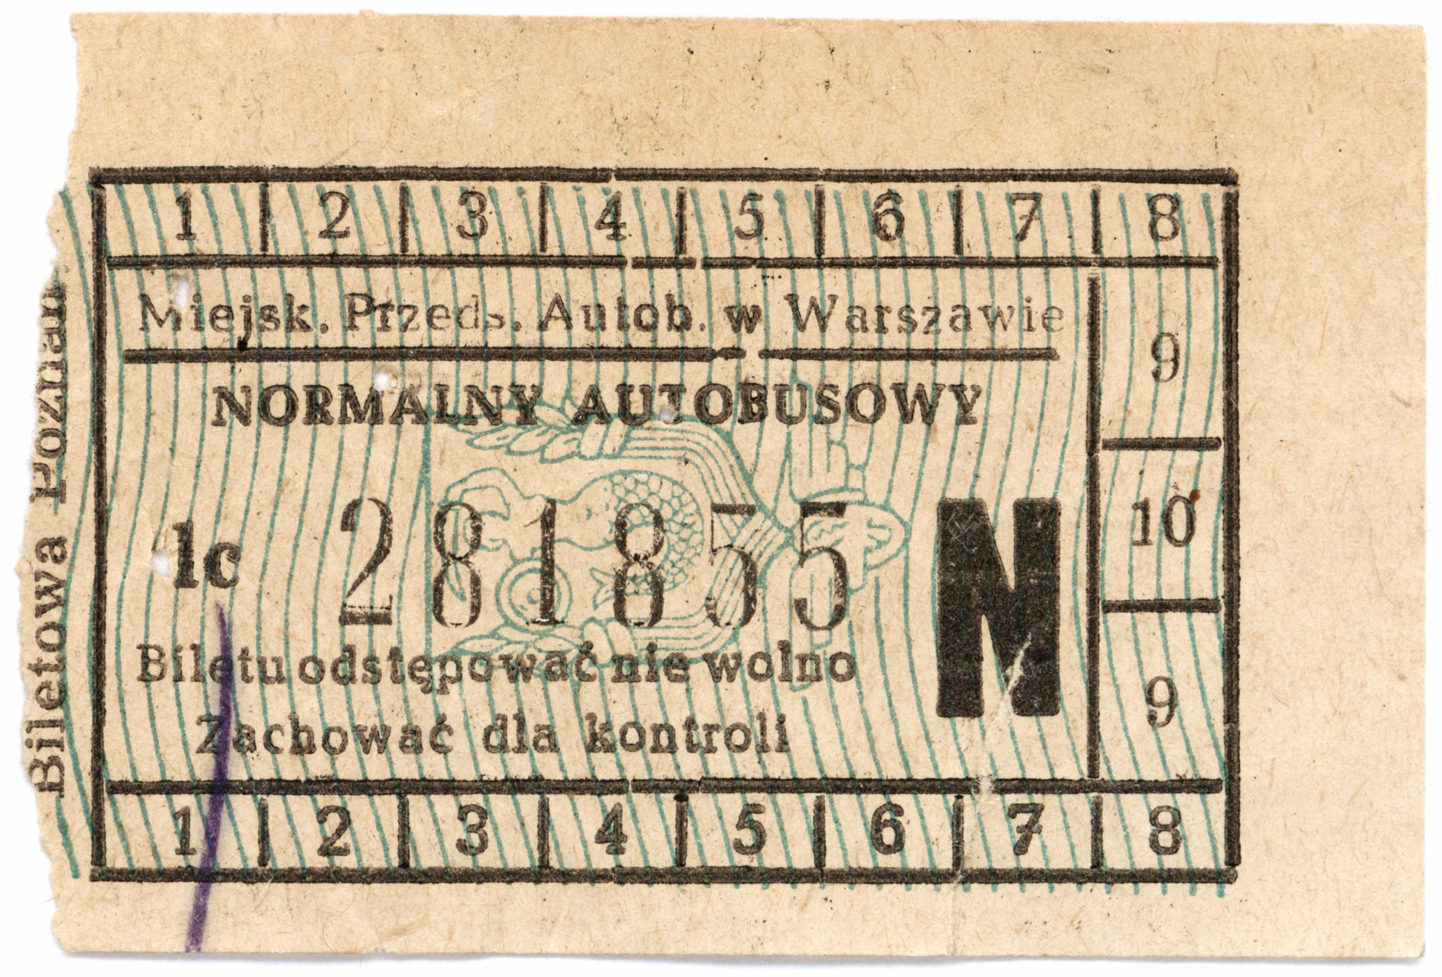 1 2 3 4 5 6 7 8
Miejsk. Przeds. Autob. w Warszawie
9
NORMALNY AUTOBUSOWY
1c 281855 N
10
Biletu odstępować nie wolno
9
Zachować dla kontroli
1 2 3 4 5 6 7 8
Biletowa Poznań